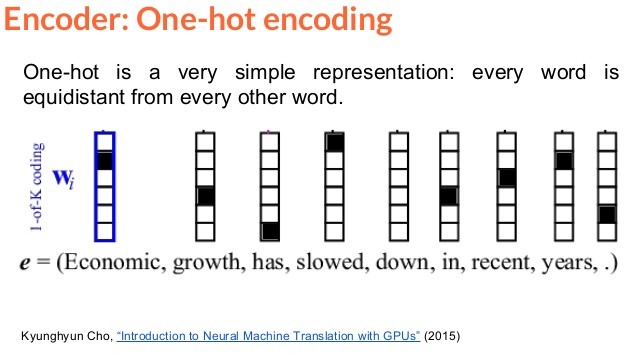 Encoder: One-hot encoding
One-hot is a very simple representation: every word is
equidistant from every other word.
1-of-K coding
wi
e = (Economic, growth, has, slowed, down, in, recent, years, .)
Kyunghyun Cho, “Introduction to Neural Machine Translation with GPUs” (2015)